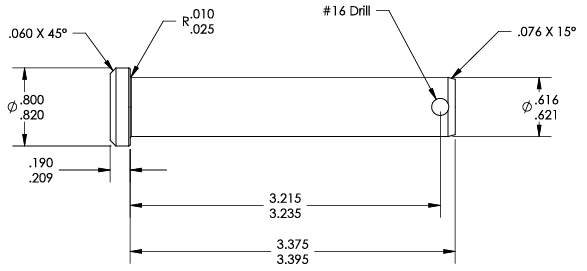 .060 X 45°
R .010
.025
#16 Drill
.076 X 15°
⌀ .800
.820
⌀ .616
.621
.190
.209
3.215
3.235
3.375
3.395